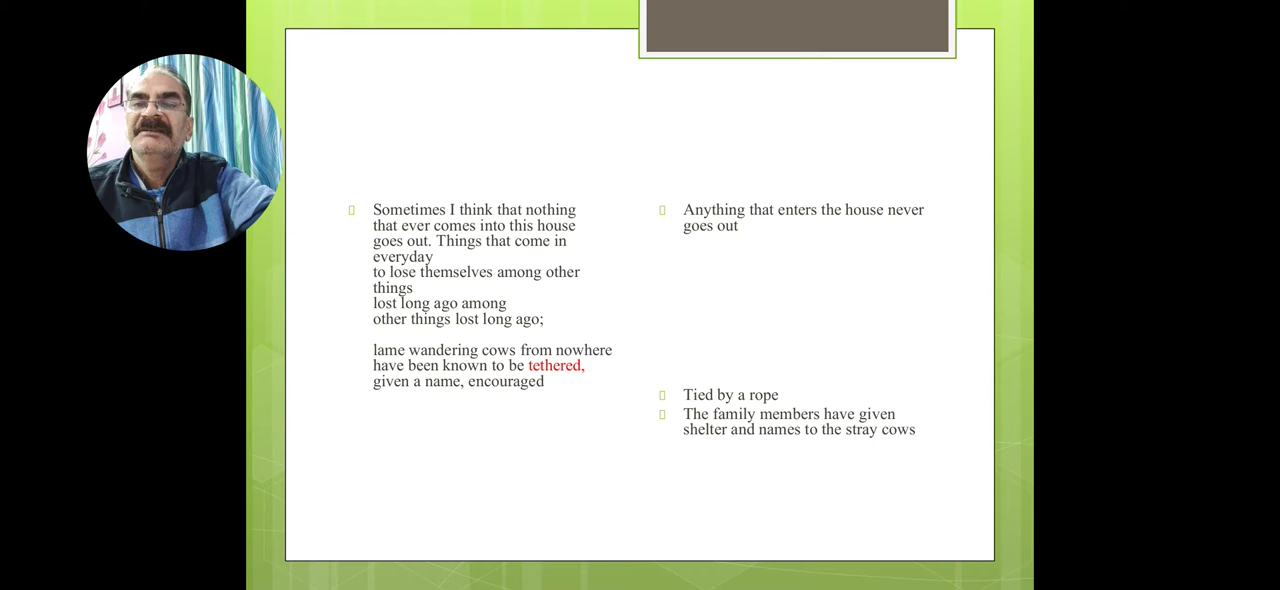 Sometimes I think that nothing
that ever comes into this house
goes out. Things that come in
everyday
to lose themselves among other
things
lost long ago among
other things lost long ago;
lame wandering cows from nowhere
have been known to be tethered,
given a name, encouraged
Anything that enters the house never
goes out
Tied by a rope
The family members have given
shelter and names to the stray cows